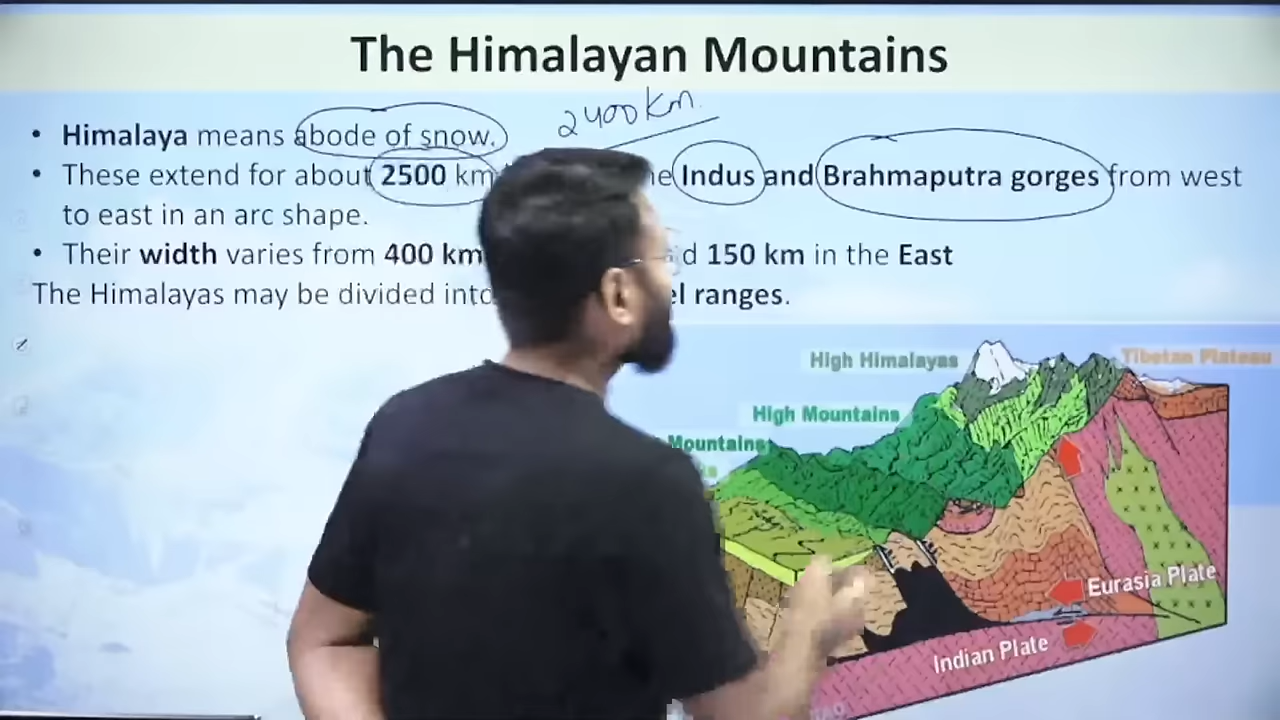 The Himalayan Mountains
2400 km.
• Himalaya means abode of snow.
• These extend for about 2500 km Indus and Brahmaputra gorges from west
to east in an arc shape.
• Their width varies from 400 km 150 km in the East
The Himalayas may be divided into ranges.
High Himalayas
Tibetan Plateau
High Mountains
Mountains
Eurasia Plate
Indian Plate